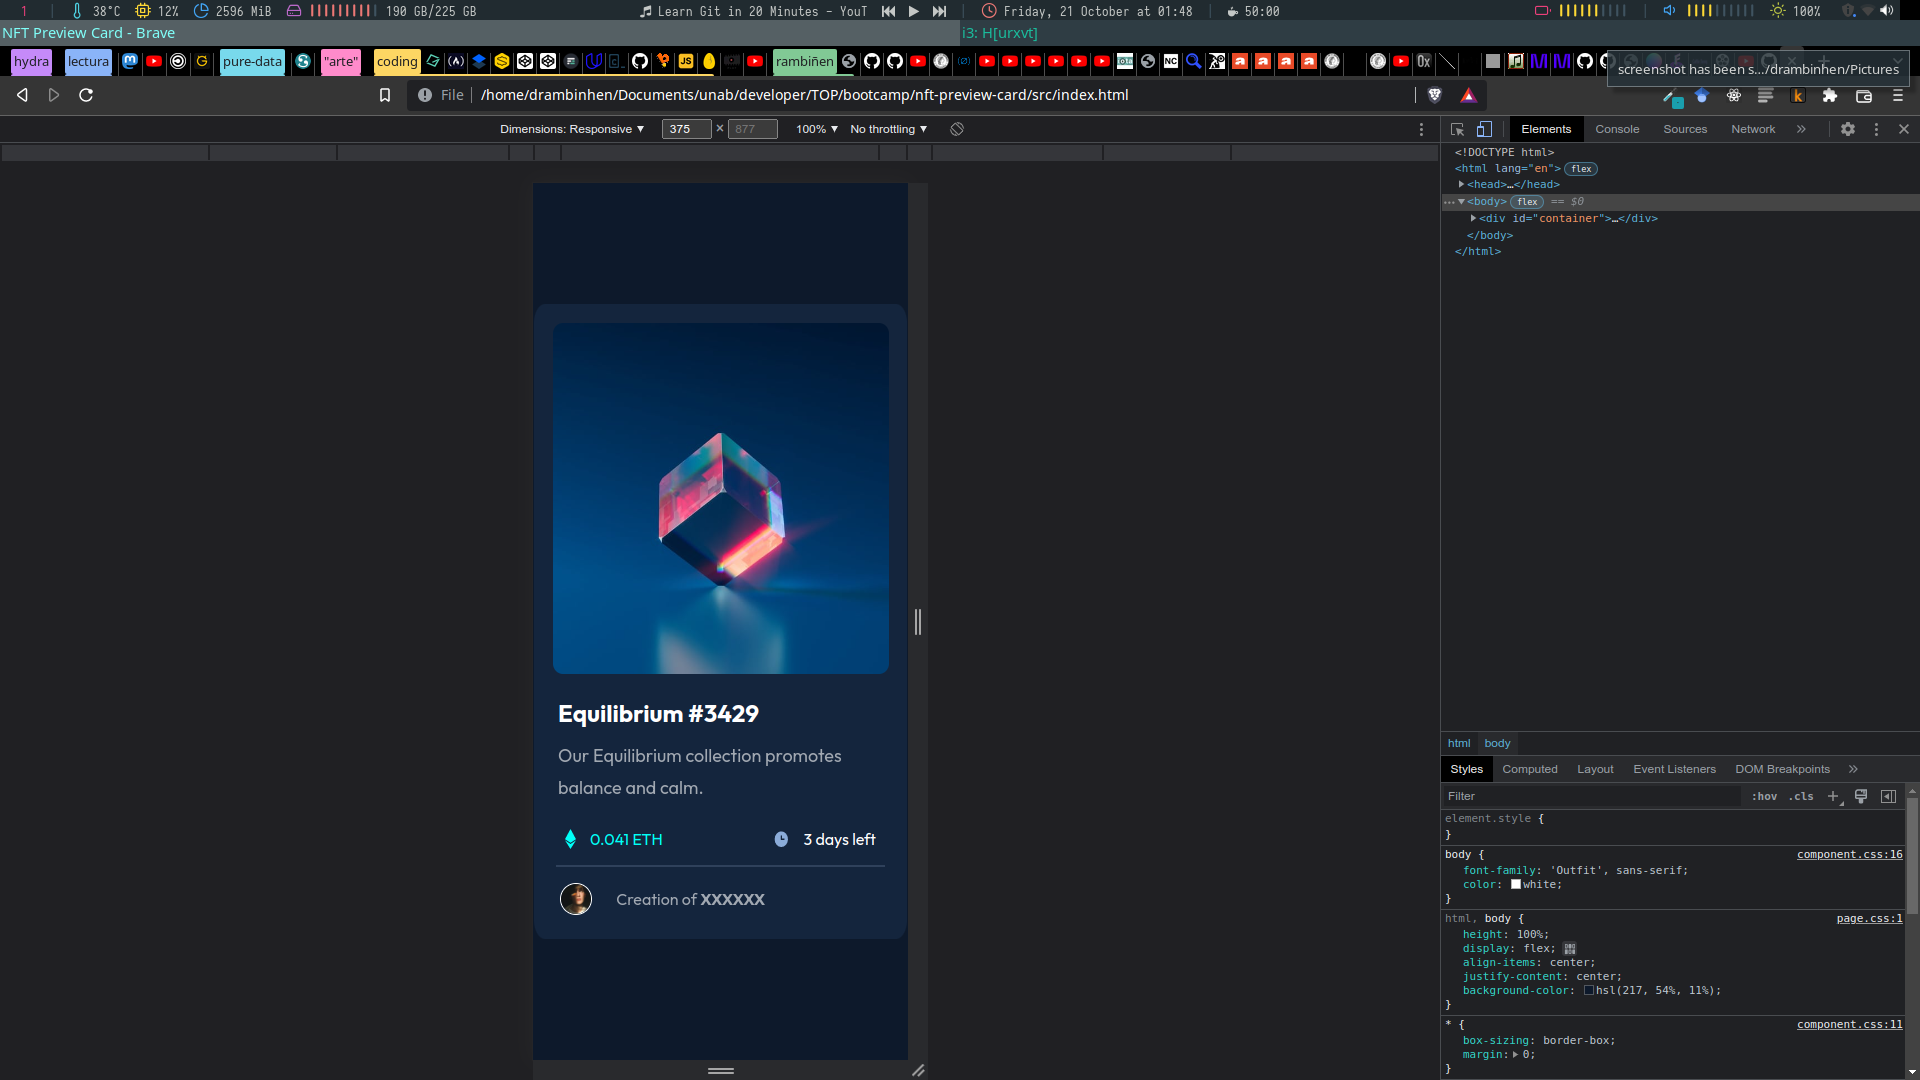 1 38°C 12% 2596 MiB 190 GB/225 GB Learn Git in 20 Minutes - YouT Friday, 21 October at 01:48 50:00 100%
NFT Preview Card - Brave i3: H[urxvt]
hydra lectura pure-data "arte" coding rambiñen
screenshot has been s.../drambinhen/Pictures
File /home/drambinhen/Documents/unab/developer/TOP/bootcamp/nft-preview-card/src/index.html
Dimensions: Responsive 375 × 877 100% No throttling
Elements Console Sources Network »
<!DOCTYPE html>
<html lang="en"> flex
<head>…</head>
<body> flex == $0
<div id="container">…</div>
</body>
</html>
Equilibrium #3429
Our Equilibrium collection promotes
balance and calm.
0.041 ETH 3 days left
Creation of XXXXXX
html body
Styles Computed Layout Event Listeners DOM Breakpoints »
Filter :hov .cls +
element.style {
}
body { component.css:16
font-family: 'Outfit', sans-serif;
color: white;
}
html, body { page.css:1
height: 100%;
display: flex;
align-items: center;
justify-content: center;
background-color: hsl(217, 54%, 11%);
}
* { component.css:11
box-sizing: border-box;
margin: 0;
}